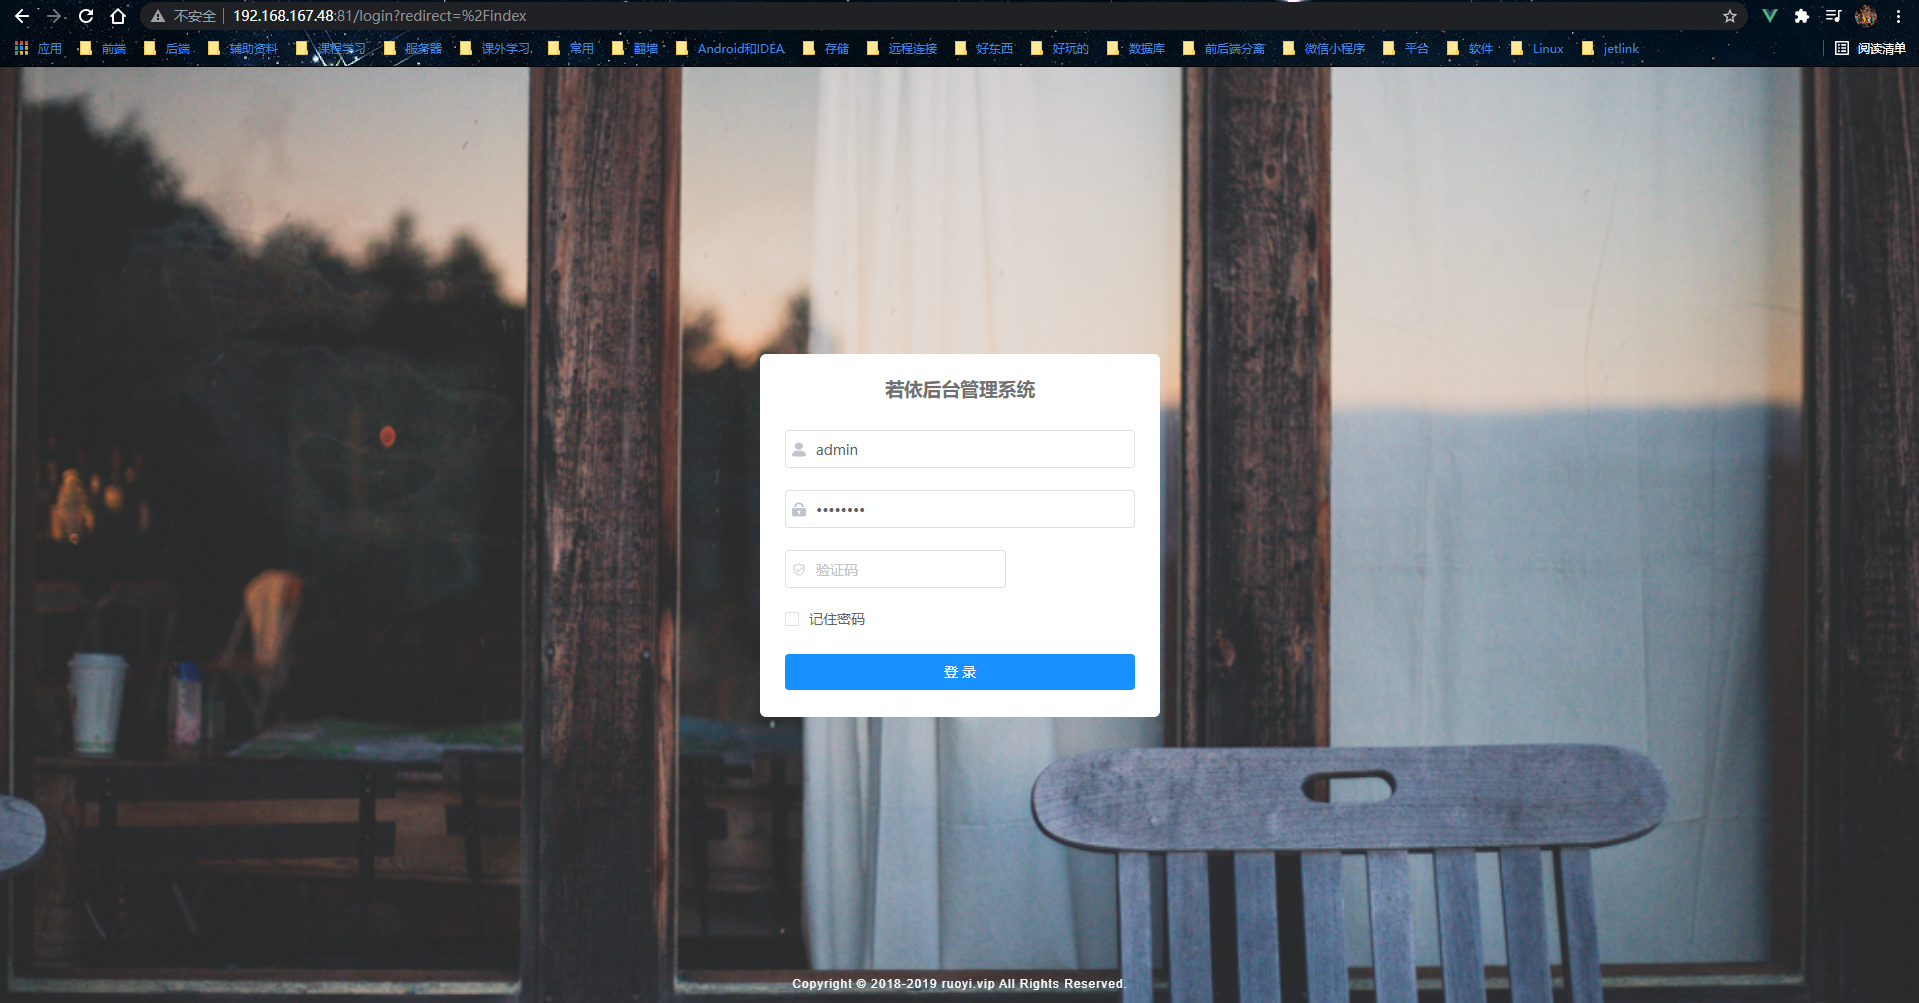 不安全 192.168.167.48:81/login?redirect=%2Findex
应用 前端 后端 辅助资料 课程学习 服务器 课外学习 常用 翻墙 Android和IDEA 存储 远程连接 好东西 好玩的 数据库 前后端分离 微信小程序 平台 软件 Linux jetlink 阅读清单
若依后台管理系统
admin
••••••••
验证码
记住密码
登 录
Copyright © 2018-2019 ruoyi.vip All Rights Reserved.